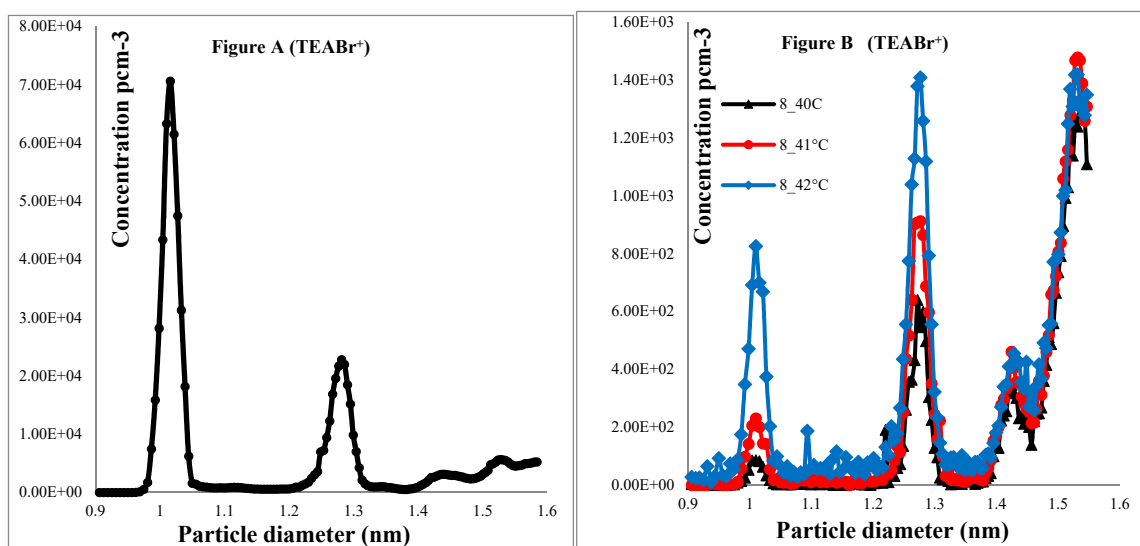 Figure A (TEABr⁺)
Concentration pcm-3
8.00E+04
7.00E+04
6.00E+04
5.00E+04
4.00E+04
3.00E+04
2.00E+04
1.00E+04
0.00E+00
0.9 1 1.1 1.2 1.3 1.4 1.5 1.6
Particle diameter (nm)
Figure B (TEABr⁺)
Concentration pcm-3
1.60E+03
1.40E+03
1.20E+03
1.00E+03
8.00E+02
6.00E+02
4.00E+02
2.00E+02
0.00E+00
8_40C
8_41°C
8_42°C
0.9 1 1.1 1.2 1.3 1.4 1.5 1.6
Particle diameter (nm)